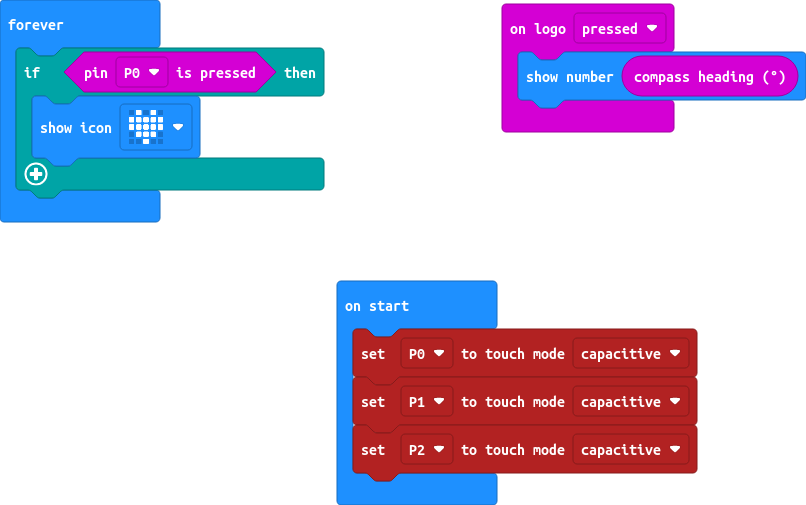 forever
if pin P0 is pressed then
show icon
on logo pressed
show number compass heading (°)
on start
set P0 to touch mode capacitive
set P1 to touch mode capacitive
set P2 to touch mode capacitive